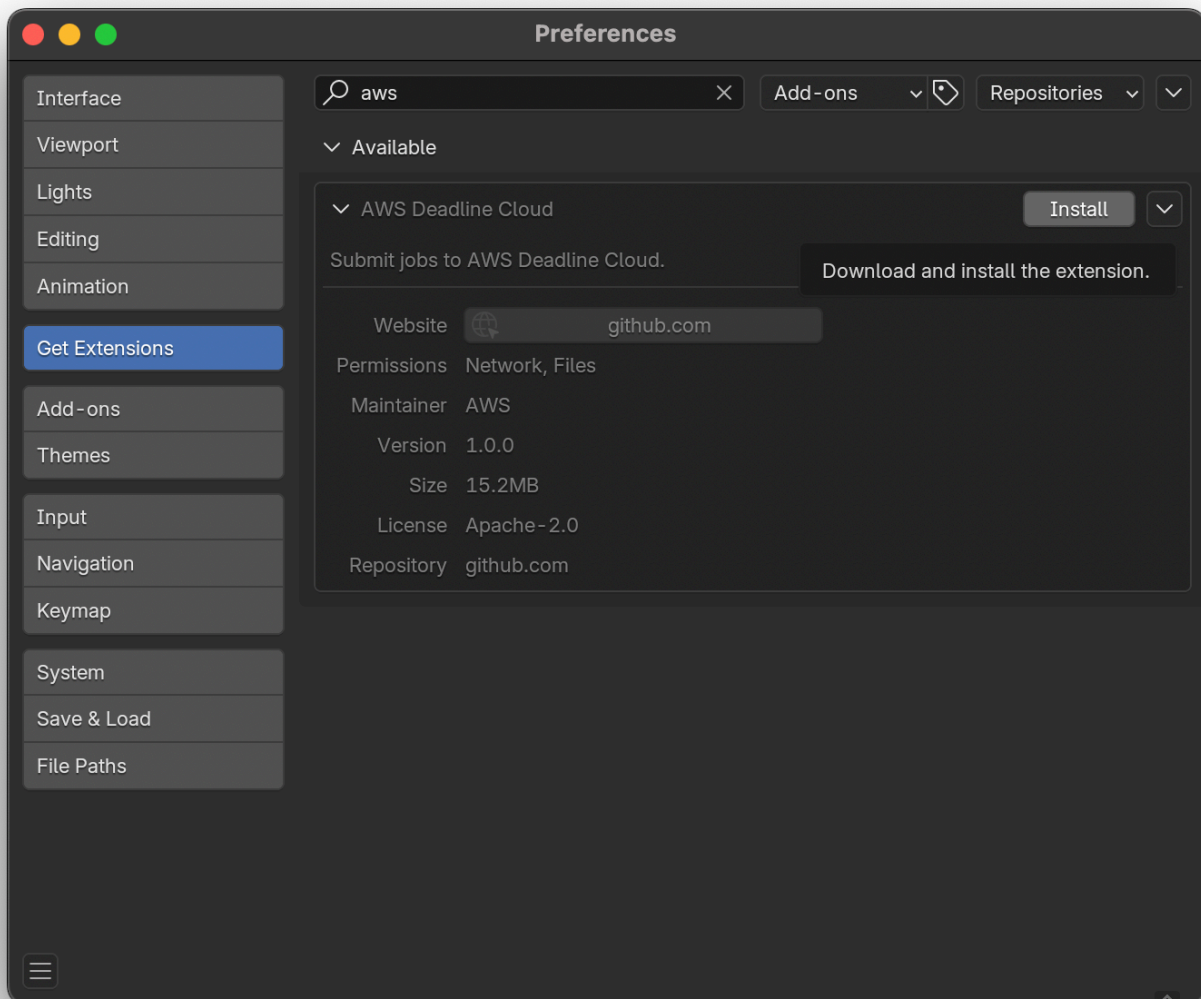 Preferences
Interface
Viewport
Lights
Editing
Animation
Get Extensions
Add-ons
Themes
Input
Navigation
Keymap
System
Save & Load
File Paths
aws
Add-ons
Repositories
Available
AWS Deadline Cloud
Install
Submit jobs to AWS Deadline Cloud.
Download and install the extension.
Website github.com
Permissions Network, Files
Maintainer AWS
Version 1.0.0
Size 15.2MB
License Apache-2.0
Repository github.com